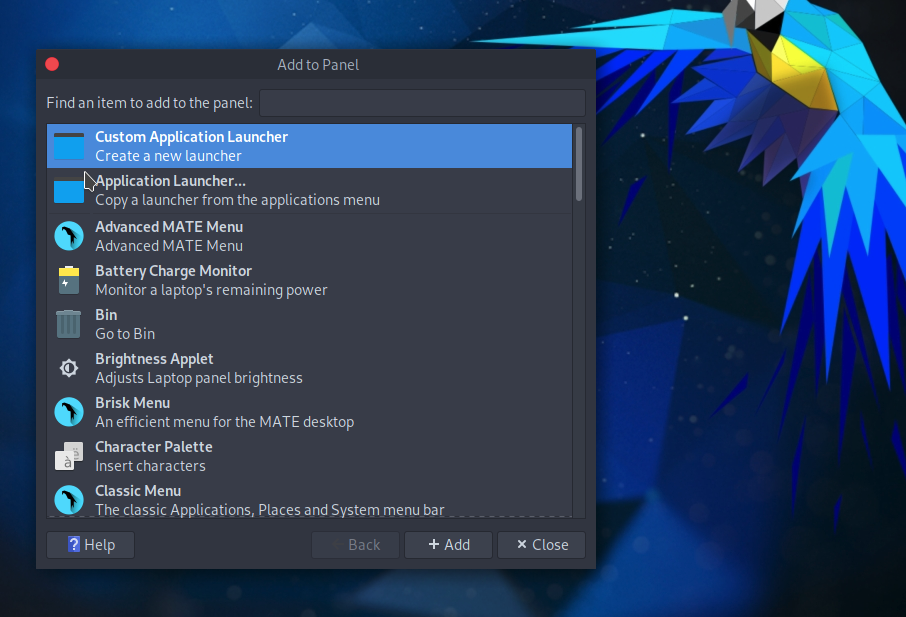 Add to Panel
Find an item to add to the panel:
Custom Application Launcher
Create a new launcher
Application Launcher...
Copy a launcher from the applications menu
Advanced MATE Menu
Advanced MATE Menu
Battery Charge Monitor
Monitor a laptop's remaining power
Bin
Go to Bin
Brightness Applet
Adjusts Laptop panel brightness
Brisk Menu
An efficient menu for the MATE desktop
Character Palette
Insert characters
Classic Menu
The classic Applications, Places and System menu bar
? Help
Back
+ Add
× Close